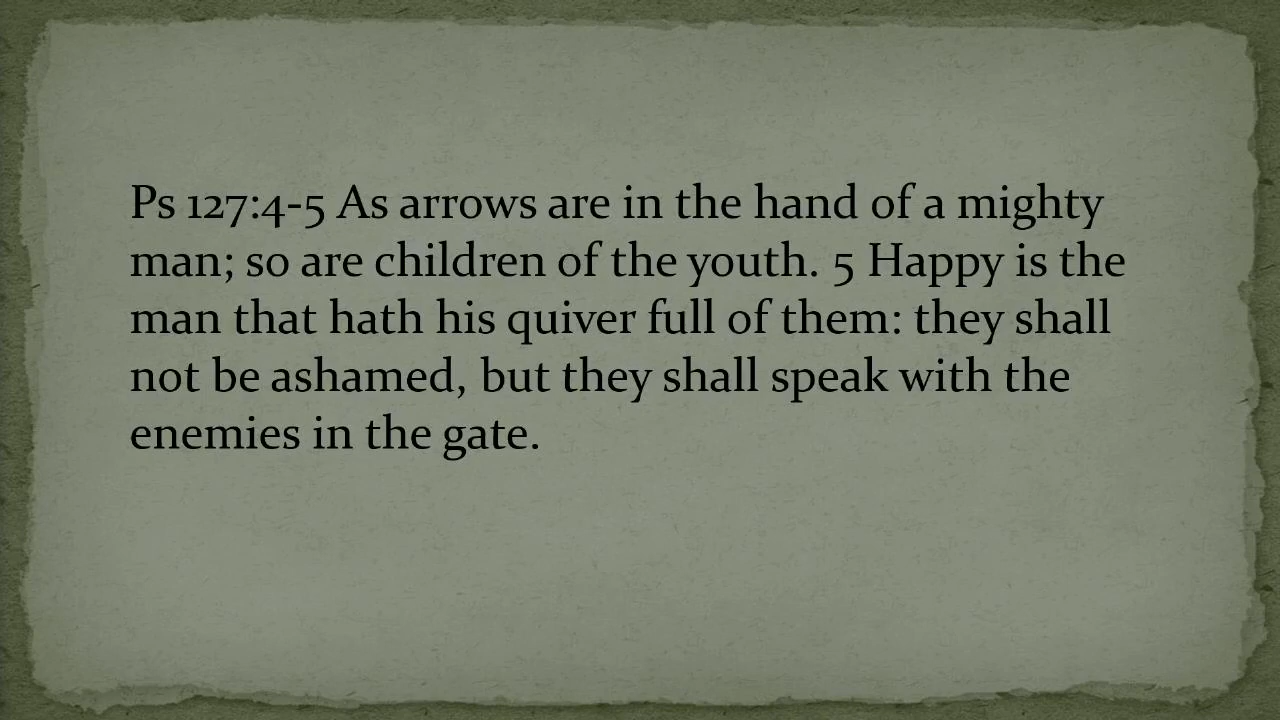 Ps 127:4-5 As arrows are in the hand of a mighty
man; so are children of the youth. 5 Happy is the
man that hath his quiver full of them: they shall
not be ashamed, but they shall speak with the
enemies in the gate.